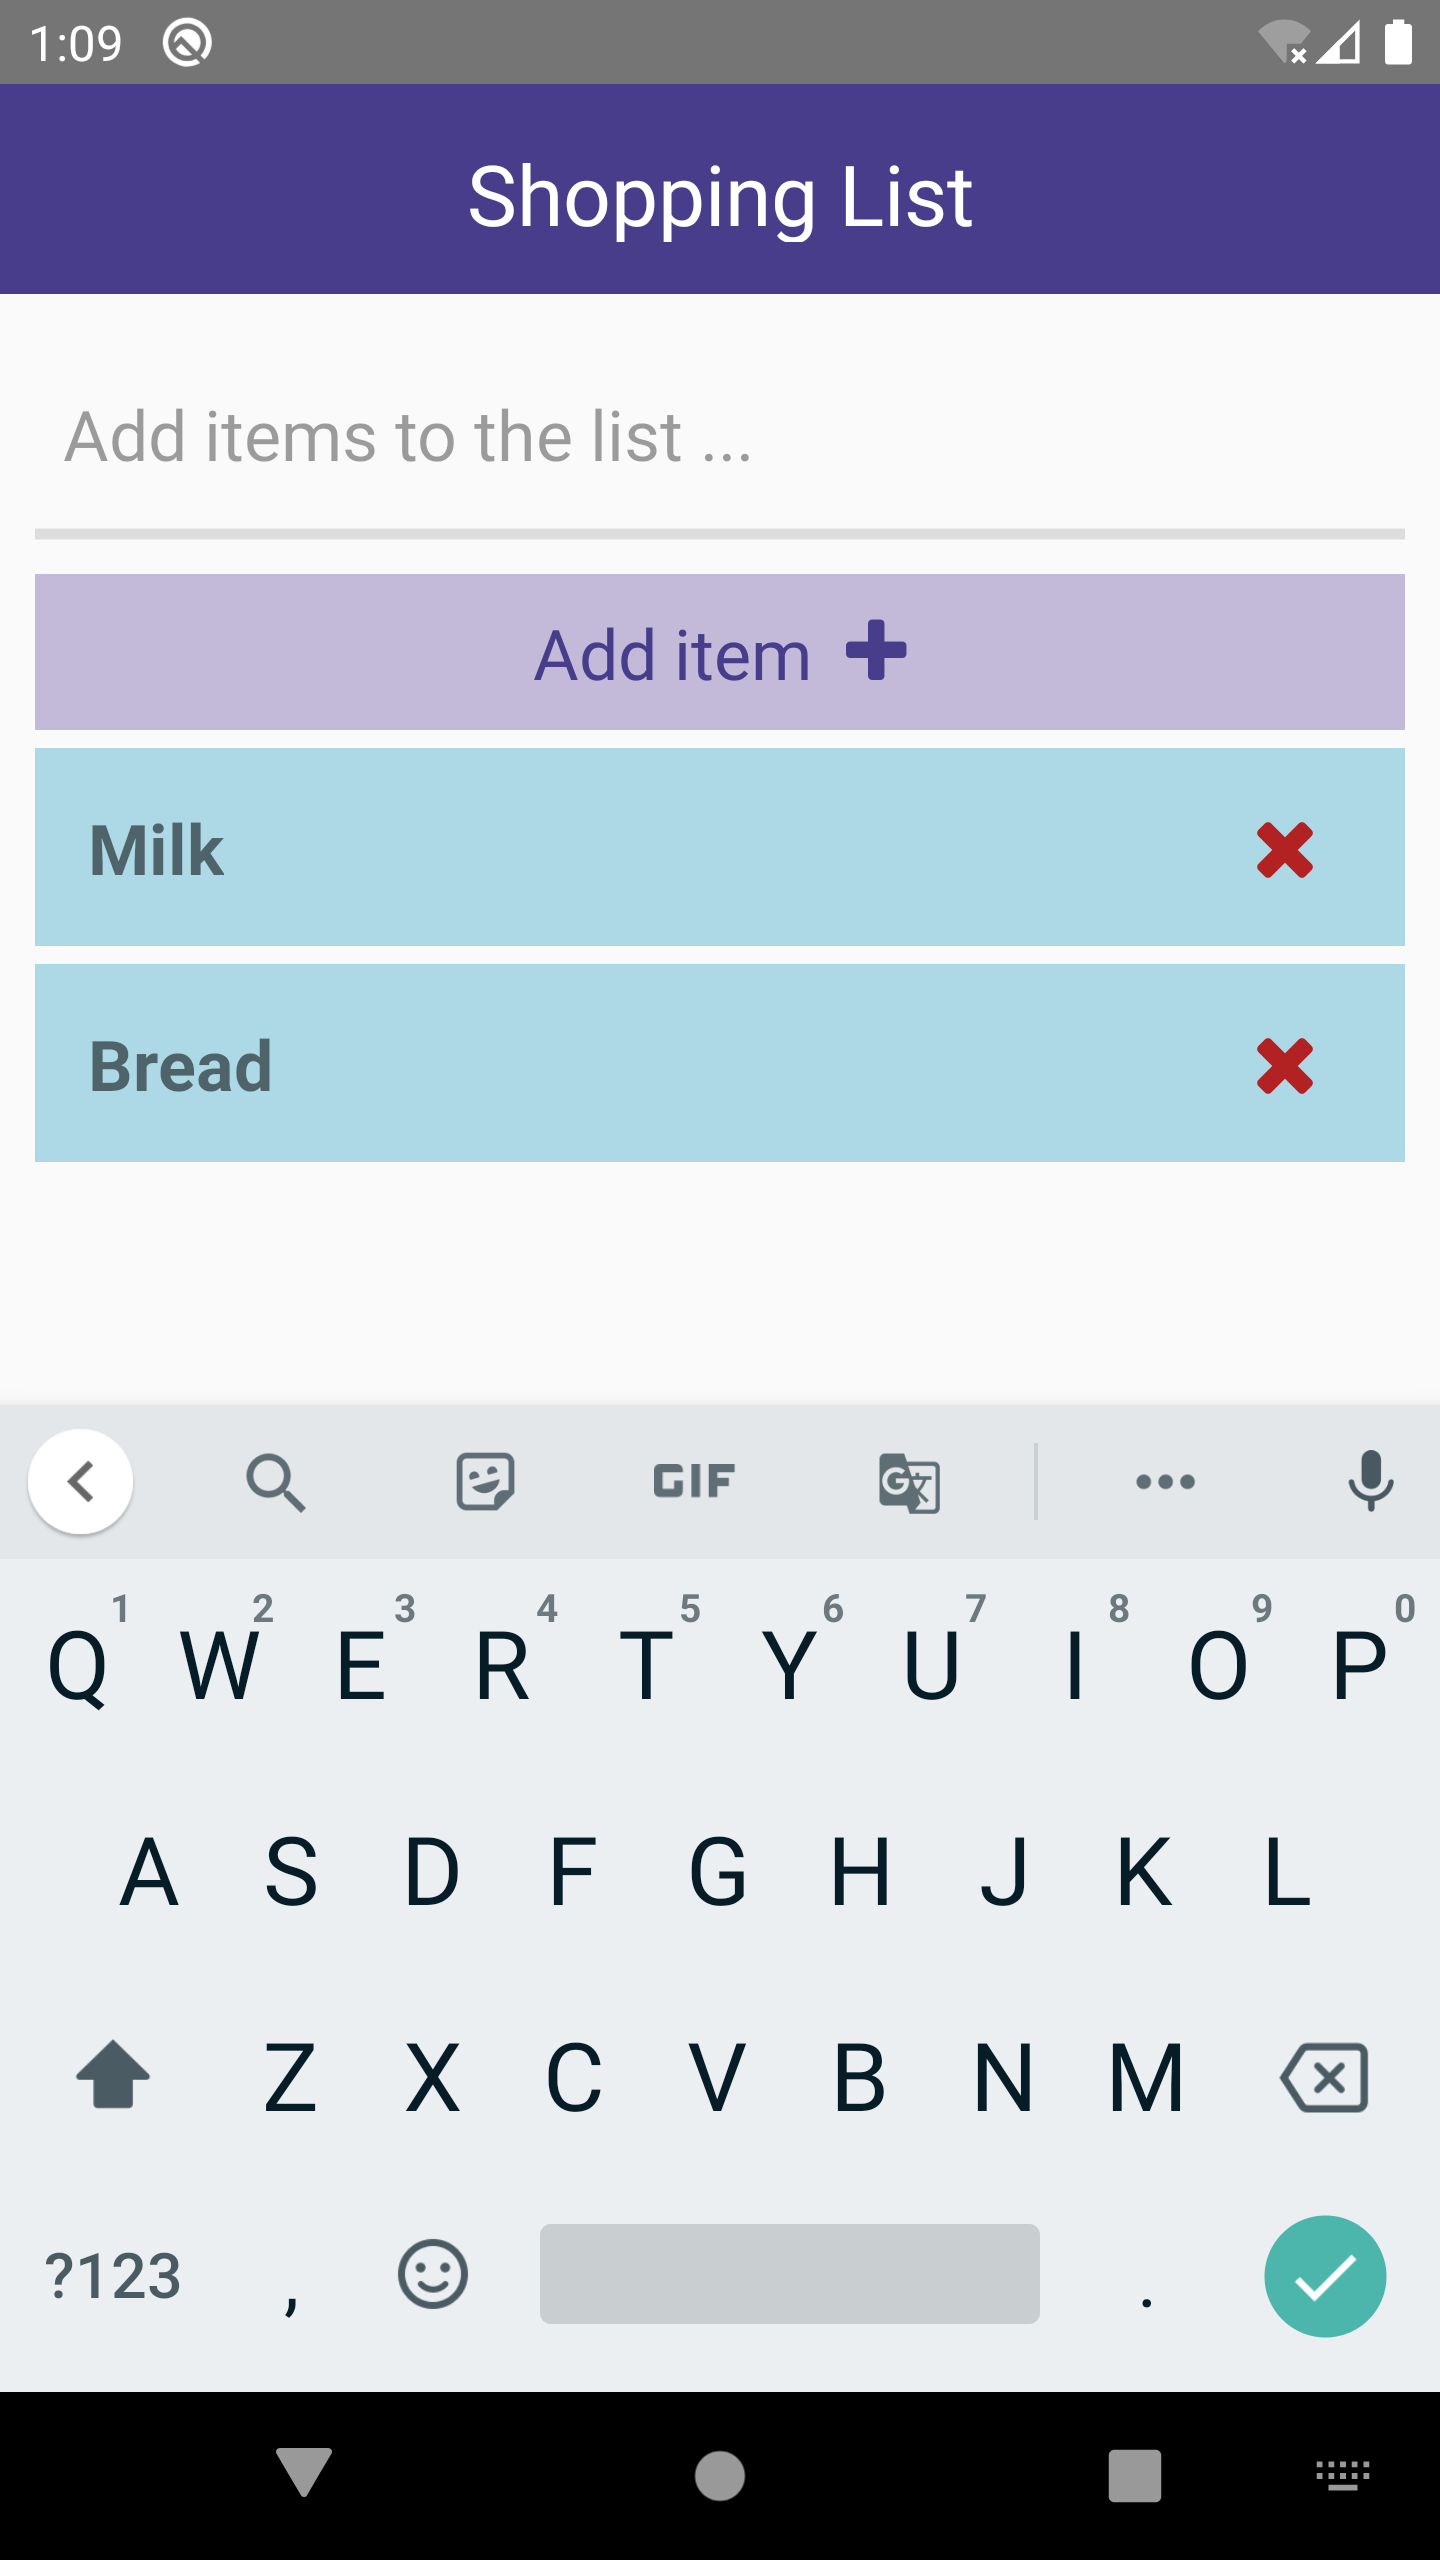 1:09
Shopping List
Add items to the list ...
Add item
Milk
Bread
GIF
G 文
1 2 3 4 5 6 7 8 9 0
Q W E R T Y U I O P
A S D F G H J K L
Z X C V B N M
?123 , .